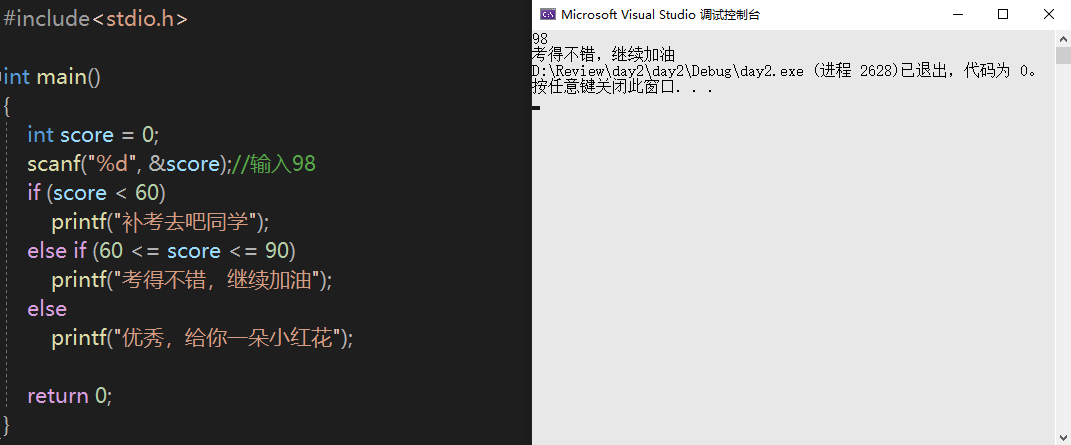 #include<stdio.h>
int main()
{
int score = 0;
scanf("%d", &score);//输入98
if (score < 60)
printf("补考去吧同学");
else if (60 <= score <= 90)
printf("考得不错，继续加油");
else
printf("优秀，给你一朵小红花");
return 0;
}
Microsoft Visual Studio 调试控制台
98
考得不错，继续加油
D:\Review\day2\day2\Debug\day2.exe (进程 2628)已退出，代码为 0。
按任意键关闭此窗口. . .